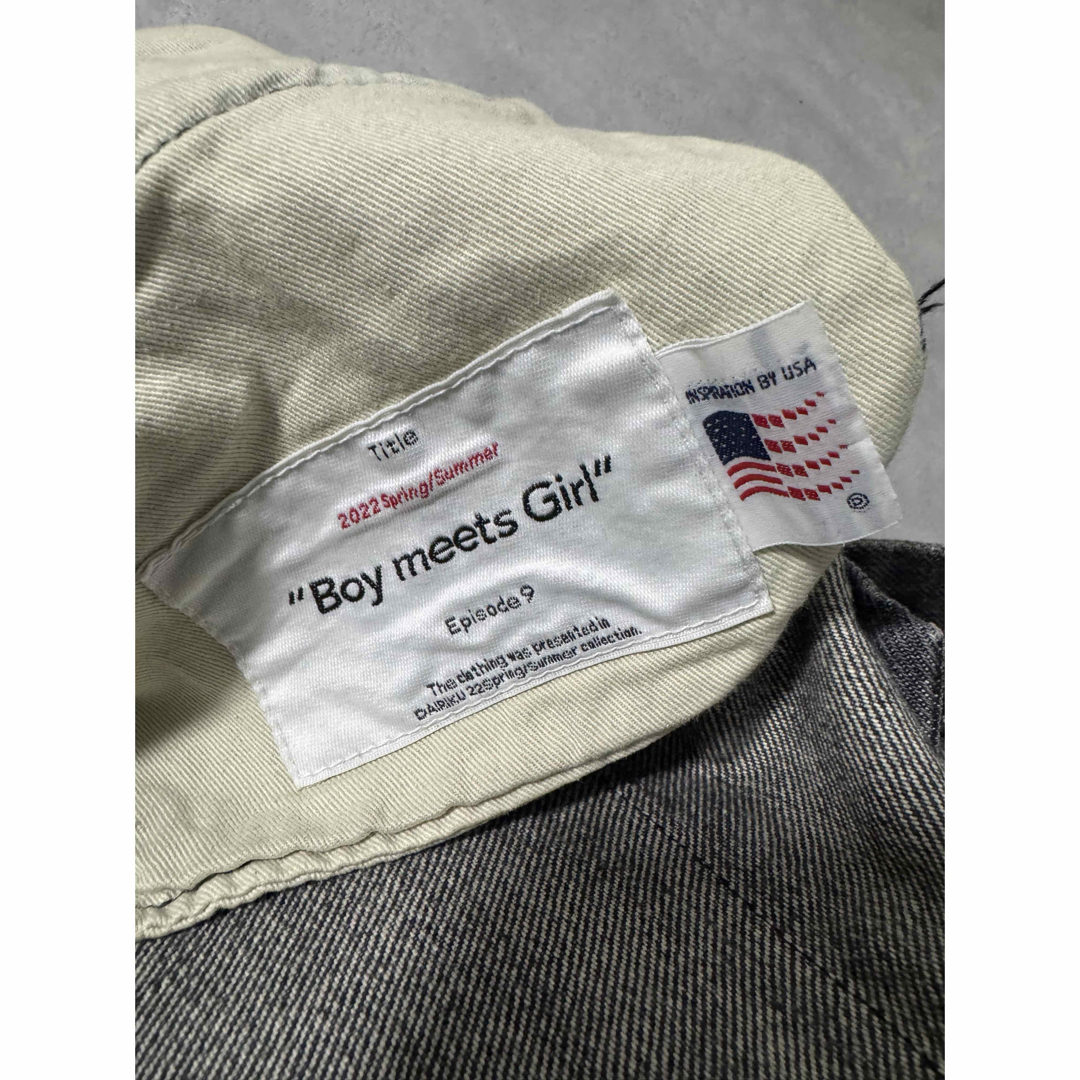 Title
2022 Spring/Summer
"Boy meets Girl"
Episode 9
The clothing was presented in
DAIRIKU 22Spring/Summer collection.
INSPIRATION BY USA
Ⓓ